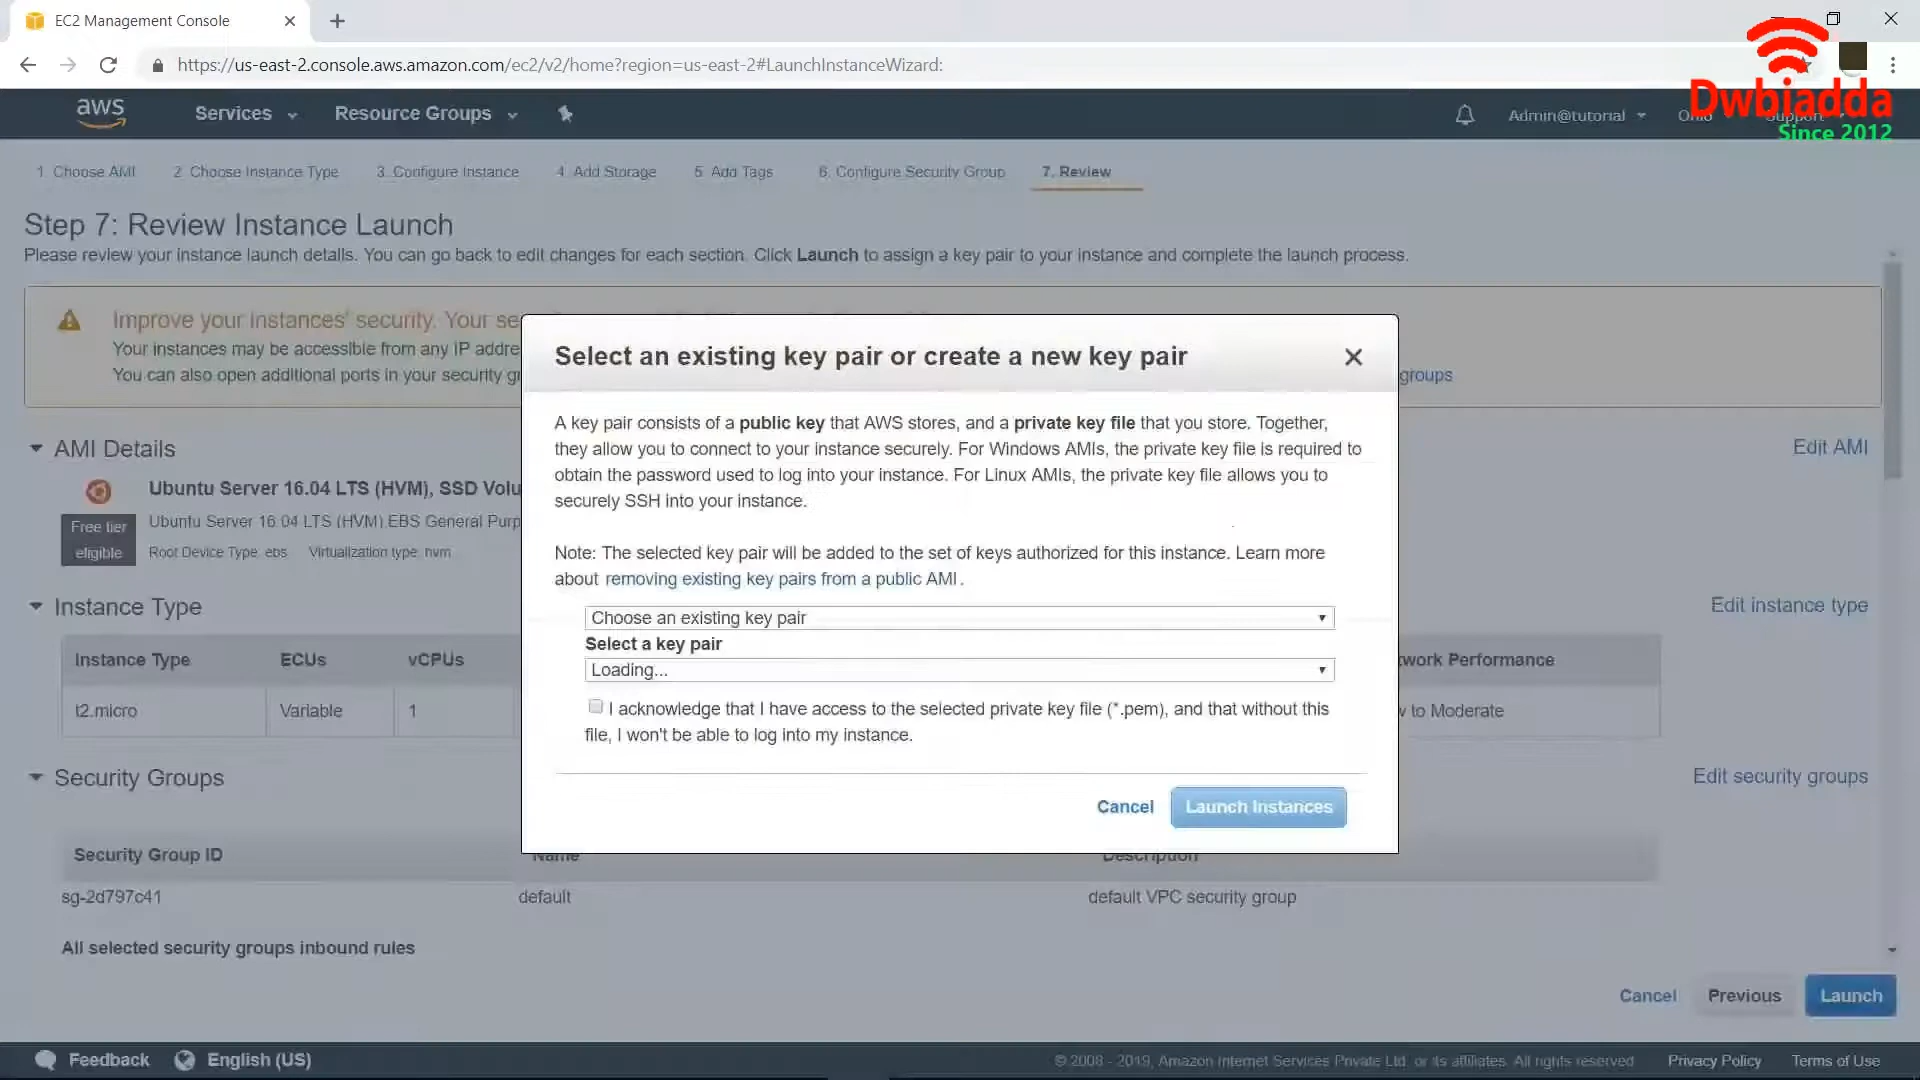 EC2 Management Console
https://us-east-2.console.aws.amazon.com/ec2/v2/home?region=us-east-2#LaunchInstanceWizard:
Dwbiadda
Since 2012
aws Services Resource Groups Admin@tutorial Ohio Support
1. Choose AMI 2. Choose Instance Type 3. Configure Instance 4. Add Storage 5. Add Tags 6. Configure Security Group 7. Review
Step 7: Review Instance Launch
Please review your instance launch details. You can go back to edit changes for each section. Click Launch to assign a key pair to your instance and complete the launch process.
Improve your instances' security. Your se
Your instances may be accessible from any IP addre
You can also open additional ports in your security g groups
Select an existing key pair or create a new key pair
A key pair consists of a public key that AWS stores, and a private key file that you store. Together,
they allow you to connect to your instance securely. For Windows AMIs, the private key file is required to
obtain the password used to log into your instance. For Linux AMIs, the private key file allows you to
securely SSH into your instance.
Note: The selected key pair will be added to the set of keys authorized for this instance. Learn more
about removing existing key pairs from a public AMI.
Choose an existing key pair
Select a key pair
Loading...
I acknowledge that I have access to the selected private key file (*.pem), and that without this
file, I won't be able to log into my instance.
Cancel Launch Instances
AMI Details Edit AMI
Ubuntu Server 16.04 LTS (HVM), SSD Volu
Free tier eligible
Ubuntu Server 16.04 LTS (HVM),EBS General Purp
Root Device Type: ebs Virtualization type: hvm
Instance Type Edit instance type
Instance Type ECUs vCPUs work Performance
t2.micro Variable 1 to Moderate
Security Groups Edit security groups
Security Group ID Name Description
sg-2d797c41 default default VPC security group
All selected security groups inbound rules
Cancel Previous Launch
Feedback English (US) © 2008 - 2019, Amazon Internet Services Private Ltd. or its affiliates. All rights reserved. Privacy Policy Terms of Use